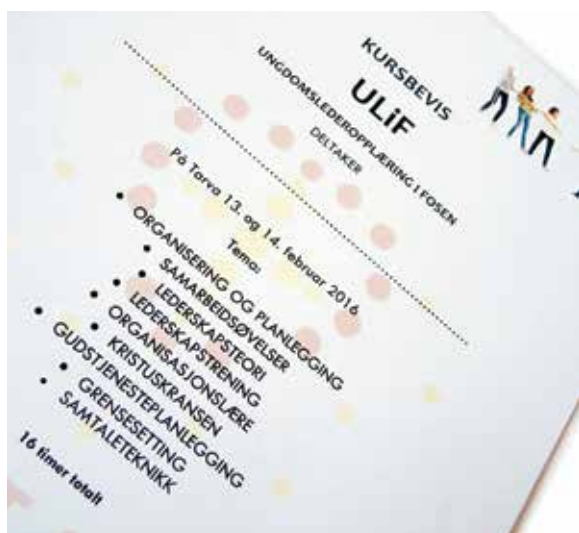 KURSBEVIS
ULiF
UNGDOMSLEDEROPPLÆRING I FOSEN
DELTAKER
På Tarva 13. og 14. februar 2016
Tema:
• ORGANISERING OG PLANLEGGING
• SAMARBEIDSØVELSER
• LEDERSKAPSTEORI
• LEDERSKAPSTRENING
• ORGANISASJONSLÆRE
• KRISTUSKRANSEN
• GUDSTJENESTEPLANLEGGING
• GRENSESETTING
• SAMTALETEKNIKK
16 timer totalt